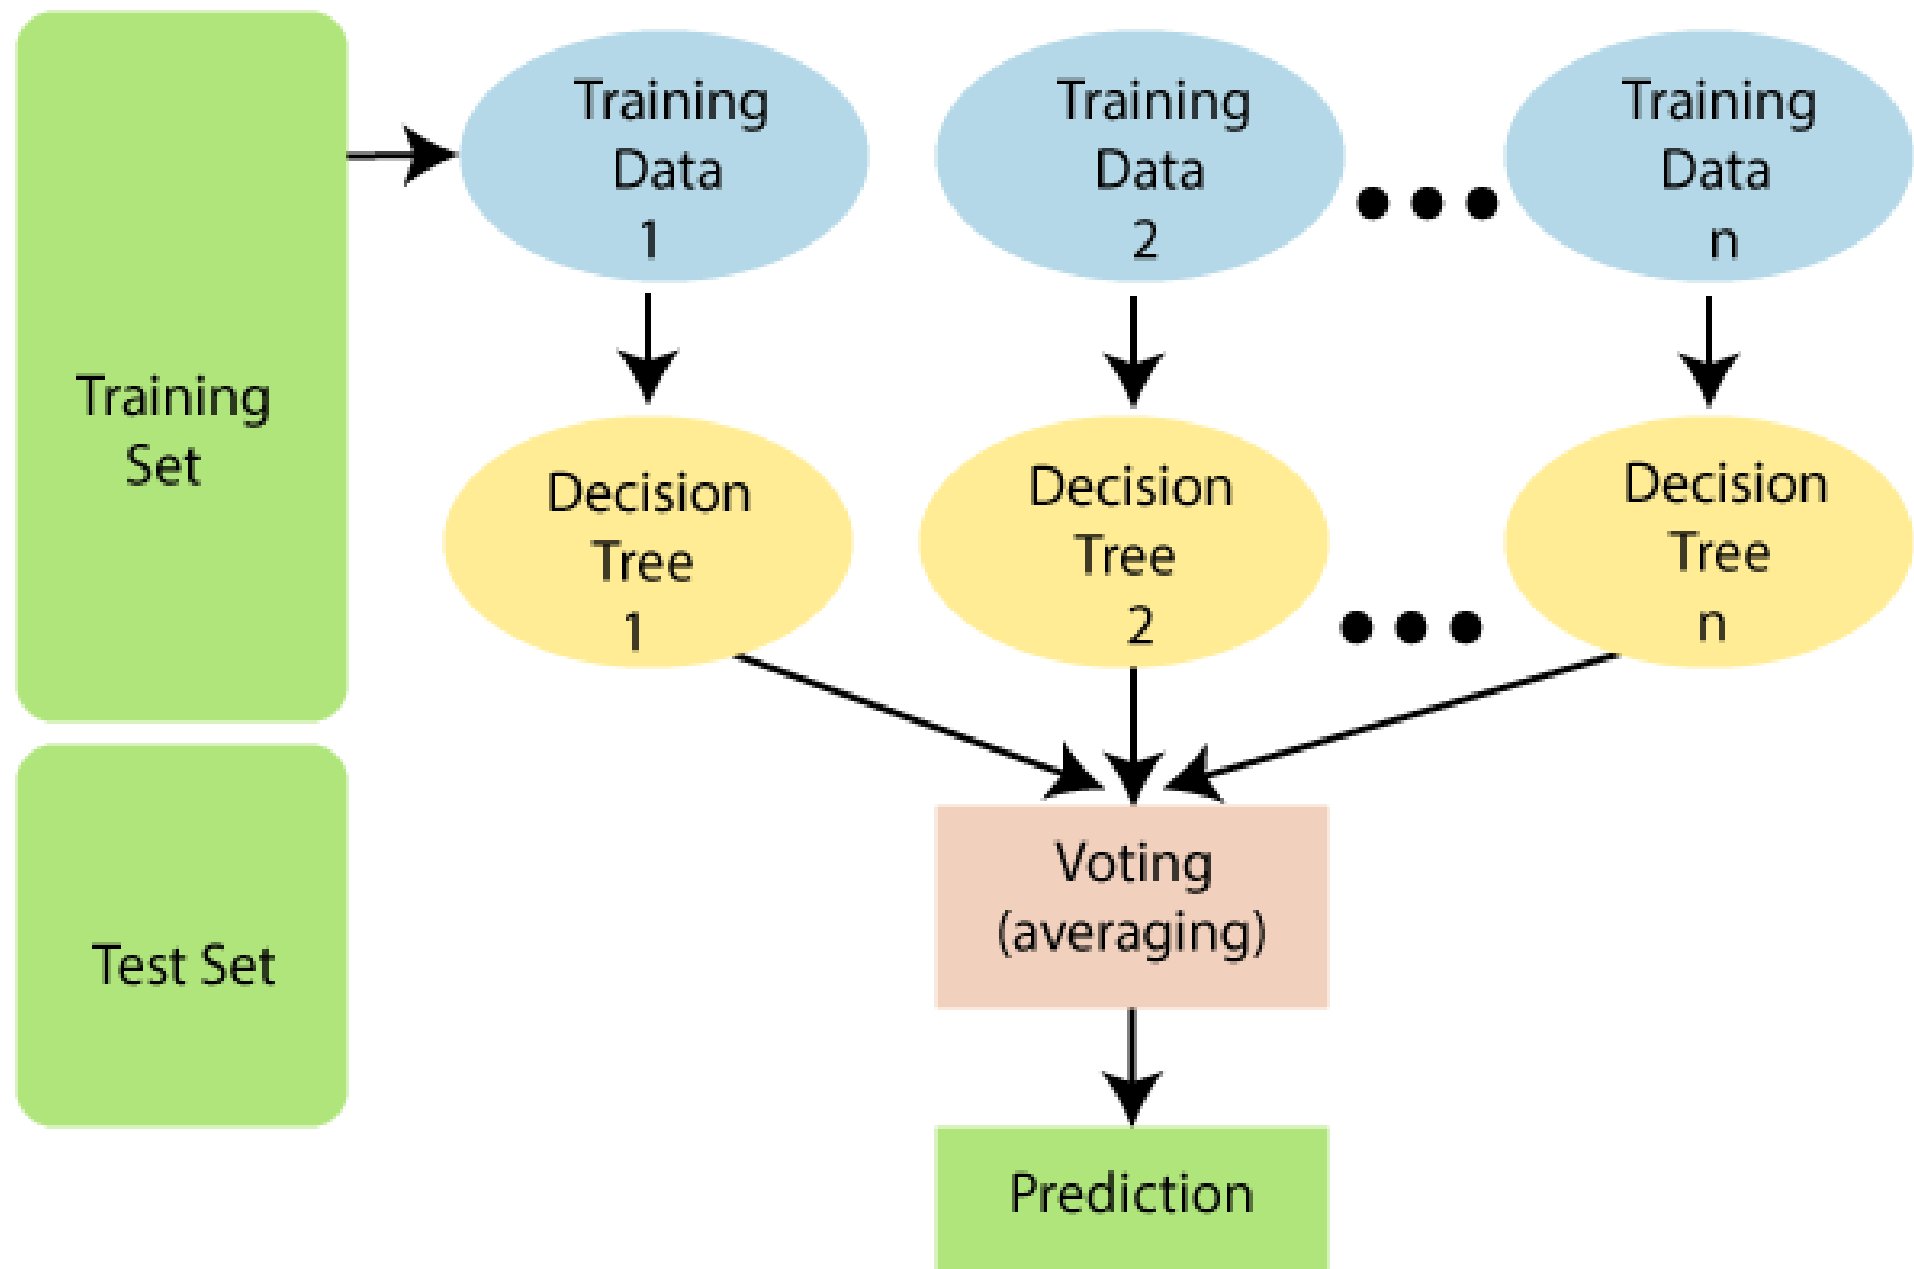 Training
Set
Test Set
Training
Data
1
Training
Data
2
Training
Data
n
Decision
Tree
1
Decision
Tree
2
Decision
Tree
n
Voting
(averaging)
Prediction